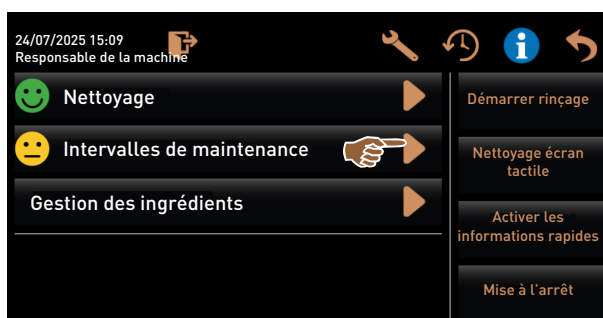 24/07/2025 15:09
Responsable de la machine
Nettoyage
Intervalles de maintenance
Gestion des ingrédients
Démarrer rinçage
Nettoyage écran
tactile
Activer les
informations rapides
Mise à l'arrêt